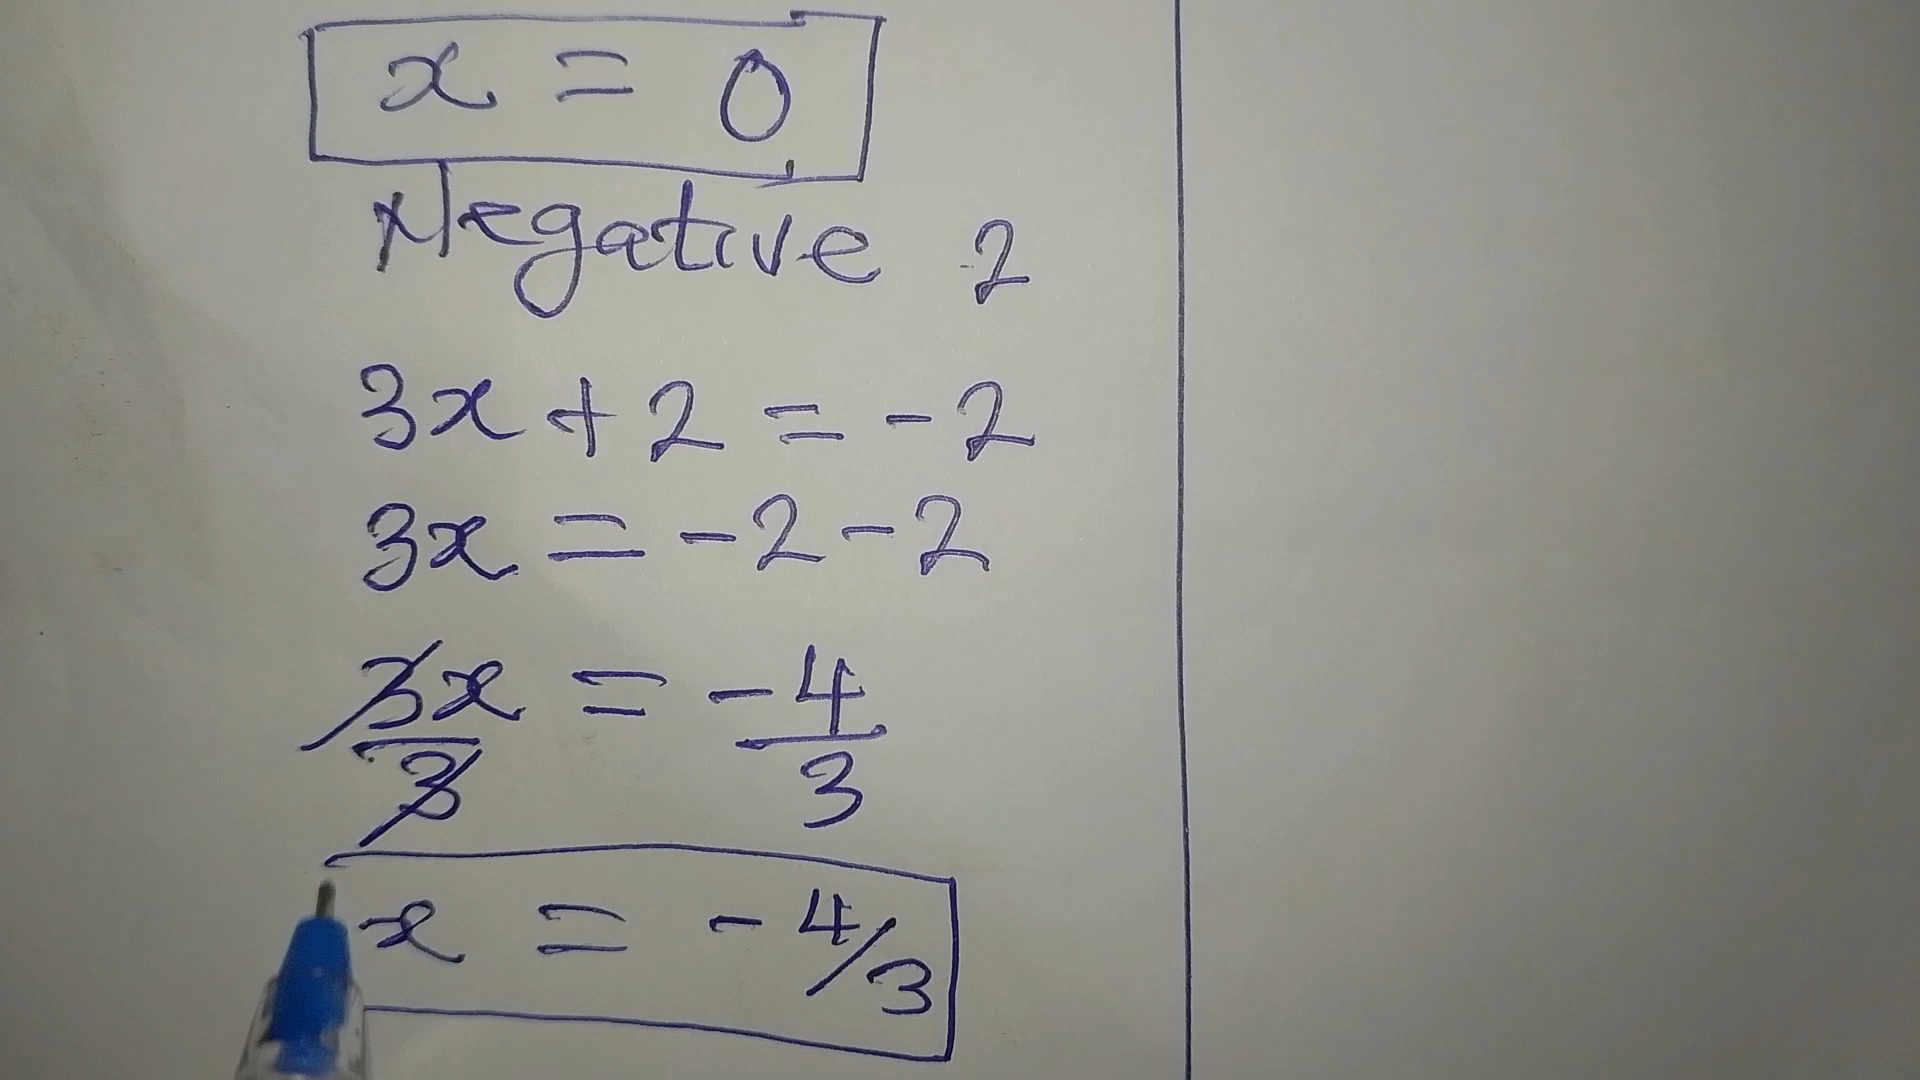 x = 0
Negative 2
3x + 2 = -2
3x = -2 -2
3x/3 = -4/3
x = -4/3